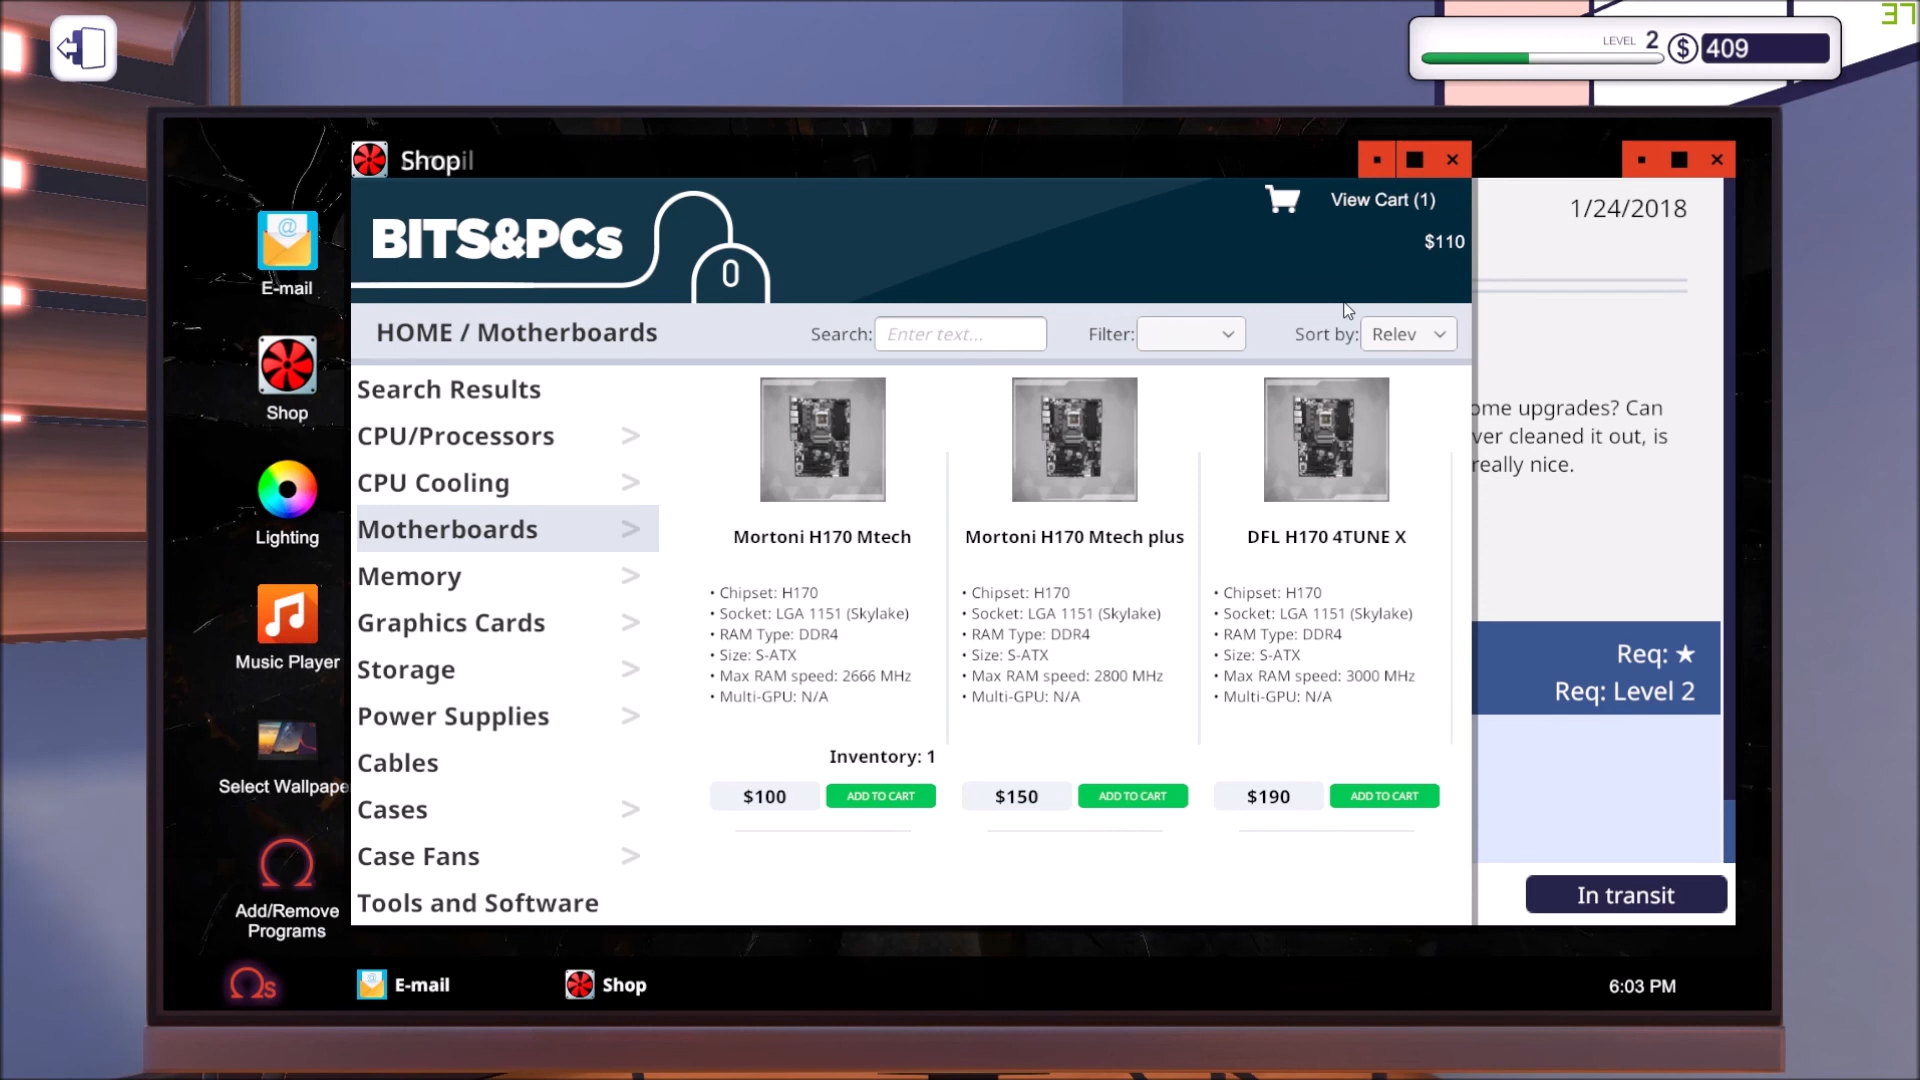 37
LEVEL 2
$ 409
Shop
View Cart (1)
$110
BITS&PCs
HOME / Motherboards
Search: Enter text...
Filter:
Sort by: Relev
Search Results
CPU/Processors >
CPU Cooling >
Motherboards >
Memory >
Graphics Cards >
Storage >
Power Supplies >
Cables
Cases >
Case Fans >
Tools and Software
Mortoni H170 Mtech
• Chipset: H170
• Socket: LGA 1151 (Skylake)
• RAM Type: DDR4
• Size: S-ATX
• Max RAM speed: 2666 MHz
• Multi-GPU: N/A
Inventory: 1
$100 ADD TO CART
Mortoni H170 Mtech plus
• Chipset: H170
• Socket: LGA 1151 (Skylake)
• RAM Type: DDR4
• Size: S-ATX
• Max RAM speed: 2800 MHz
• Multi-GPU: N/A
$150 ADD TO CART
DFL H170 4TUNE X
• Chipset: H170
• Socket: LGA 1151 (Skylake)
• RAM Type: DDR4
• Size: S-ATX
• Max RAM speed: 3000 MHz
• Multi-GPU: N/A
$190 ADD TO CART
1/24/2018
ome upgrades? Can
ver cleaned it out, is
really nice.
Req: ★
Req: Level 2
In transit
E-mail
Shop
Lighting
Music Player
Select Wallpape
Add/Remove
Programs
Ωs
E-mail
Shop
6:03 PM